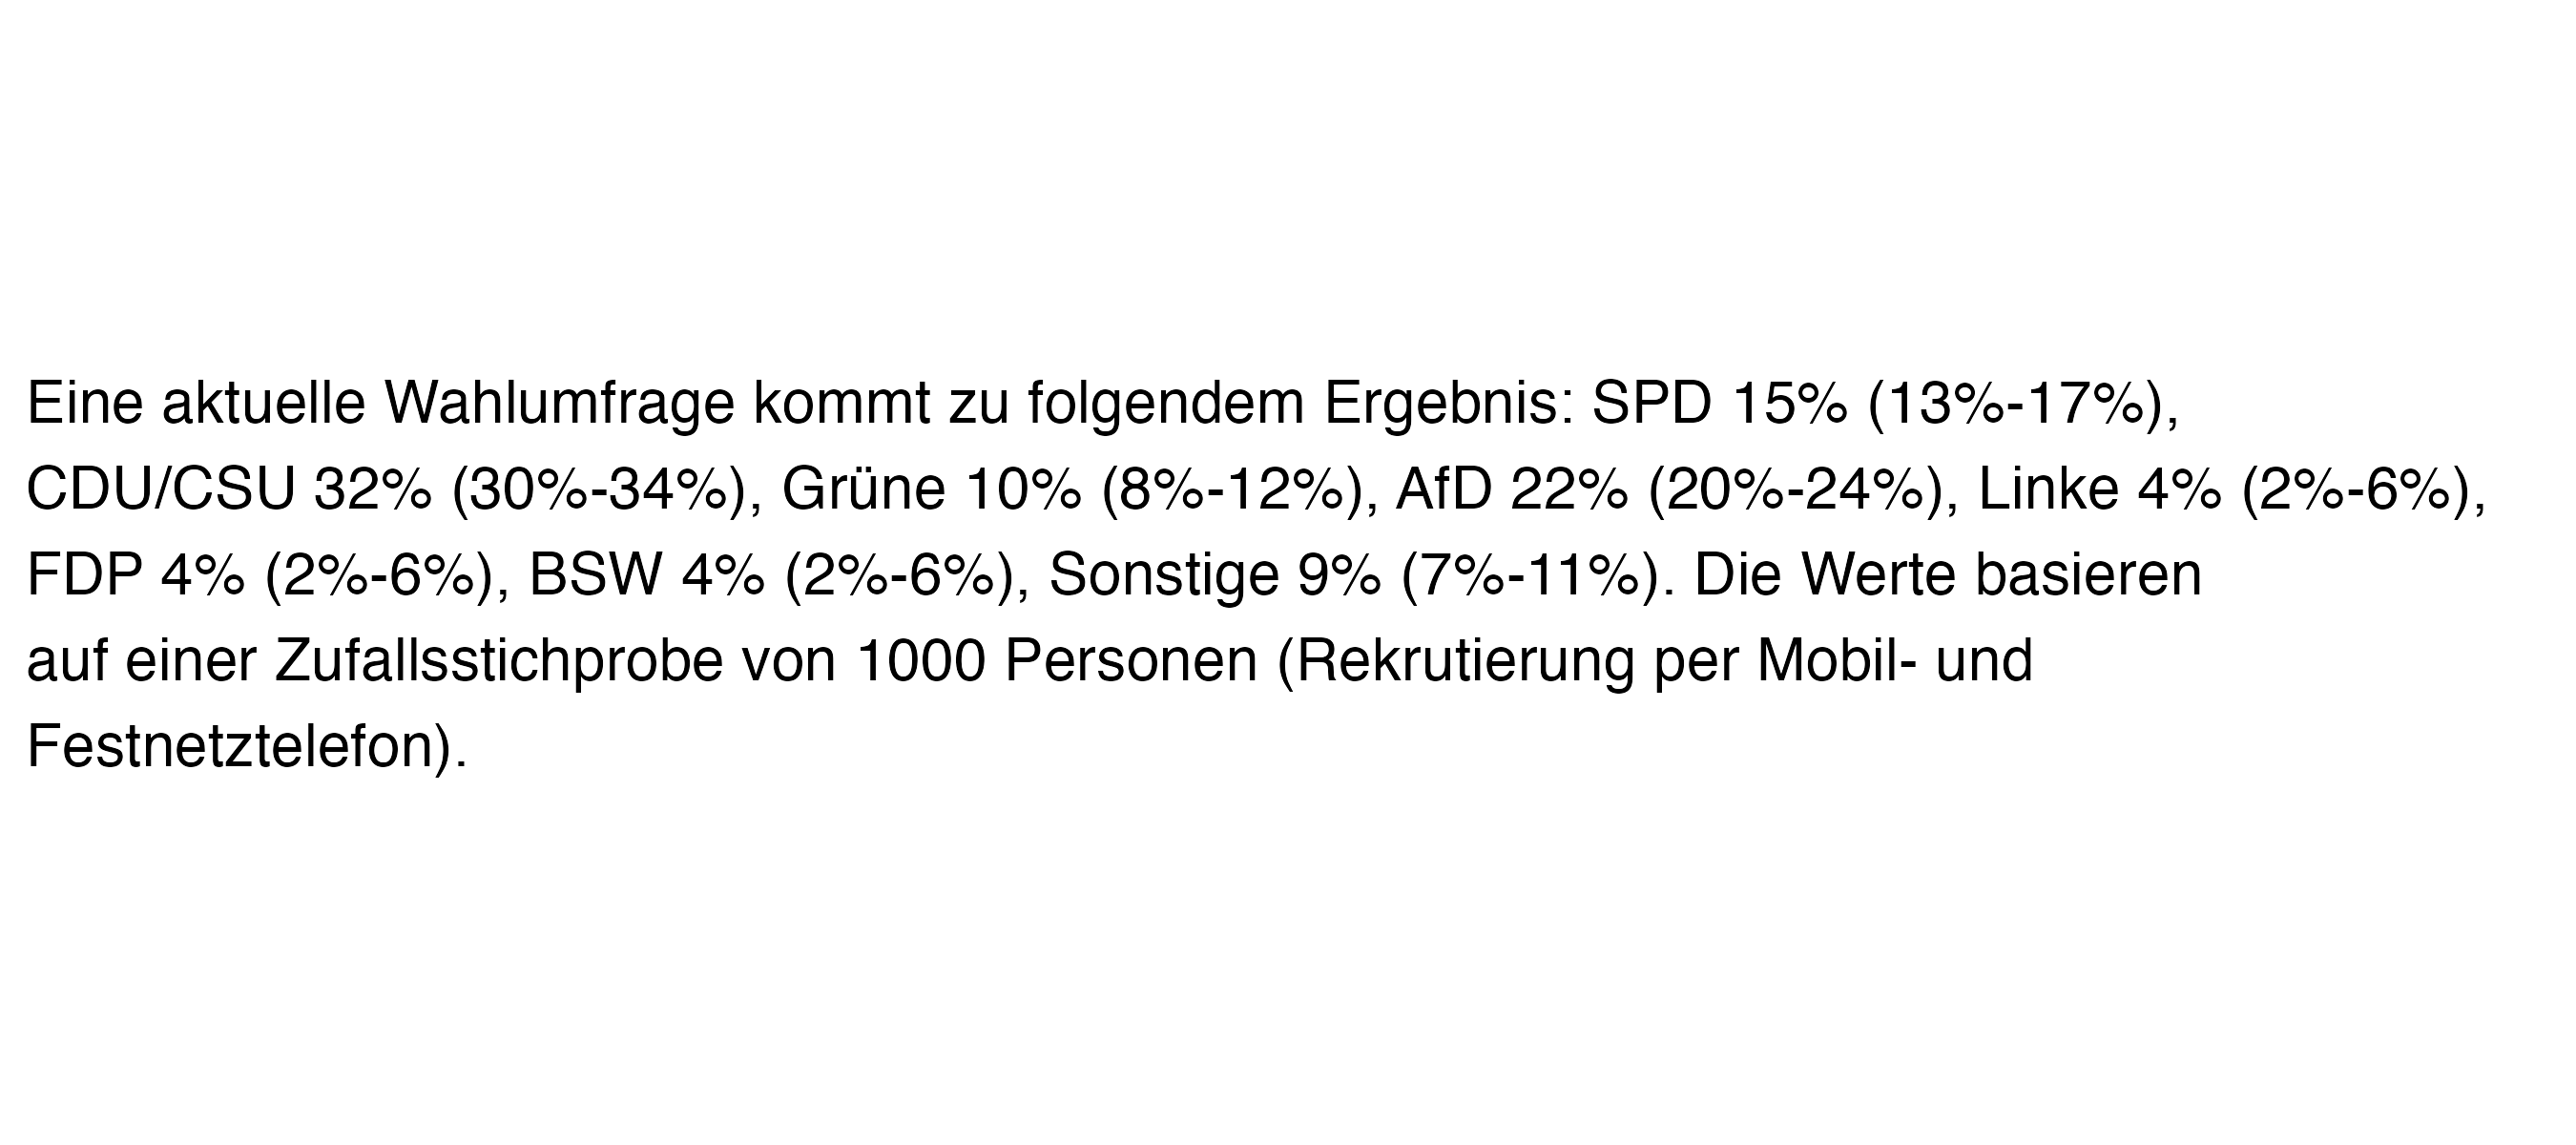 Eine aktuelle Wahlumfrage kommt zu folgendem Ergebnis: SPD 15% (13%-17%),
CDU/CSU 32% (30%-34%), Grüne 10% (8%-12%), AfD 22% (20%-24%), Linke 4% (2%-6%),
FDP 4% (2%-6%), BSW 4% (2%-6%), Sonstige 9% (7%-11%). Die Werte basieren
auf einer Zufallsstichprobe von 1000 Personen (Rekrutierung per Mobil- und
Festnetztelefon).